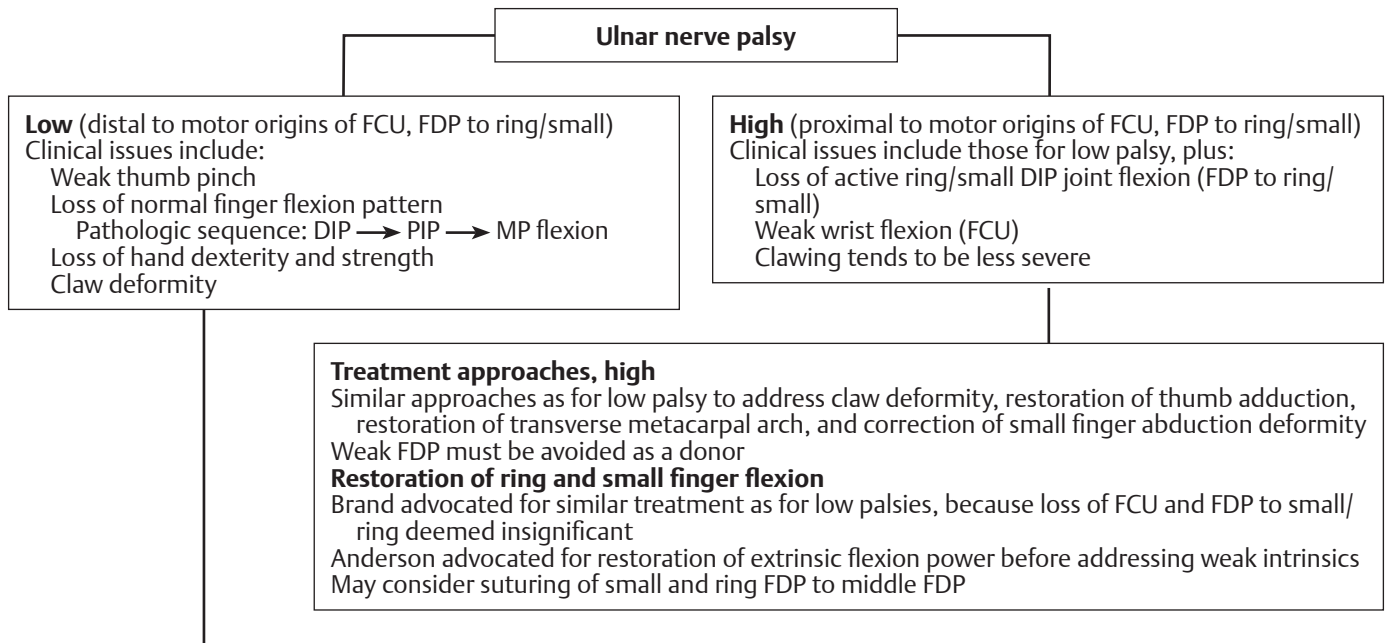 Ulnar nerve palsy
Low (distal to motor origins of FCU, FDP to ring/small)
Clinical issues include:
Weak thumb pinch
Loss of normal finger flexion pattern
Pathologic sequence: DIP → PIP → MP flexion
Loss of hand dexterity and strength
Claw deformity
High (proximal to motor origins of FCU, FDP to ring/small)
Clinical issues include those for low palsy, plus:
Loss of active ring/small DIP joint flexion (FDP to ring/
small)
Weak wrist flexion (FCU)
Clawing tends to be less severe
Treatment approaches, high
Similar approaches as for low palsy to address claw deformity, restoration of thumb adduction,
restoration of transverse metacarpal arch, and correction of small finger abduction deformity
Weak FDP must be avoided as a donor
Restoration of ring and small finger flexion
Brand advocated for similar treatment as for low palsies, because loss of FCU and FDP to small/
ring deemed insignificant
Anderson advocated for restoration of extrinsic flexion power before addressing weak intrinsics
May consider suturing of small and ring FDP to middle FDP